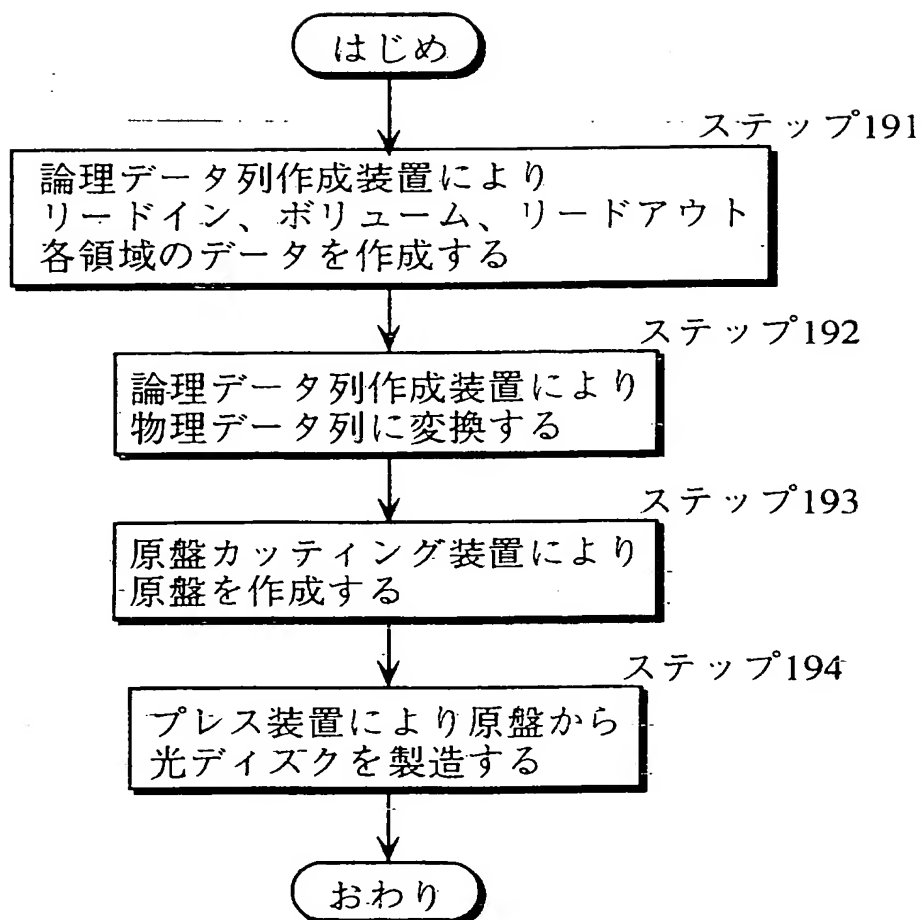 はじめ
ステップ191
論理データ列作成装置により
リードイン、ボリューム、リードアウト
各領域のデータを作成する
ステップ192
論理データ列作成装置により
物理データ列に変換する
ステップ193
原盤カッティング装置により
原盤を作成する
ステップ194
プレス装置により原盤から
光ディスクを製造する
おわり